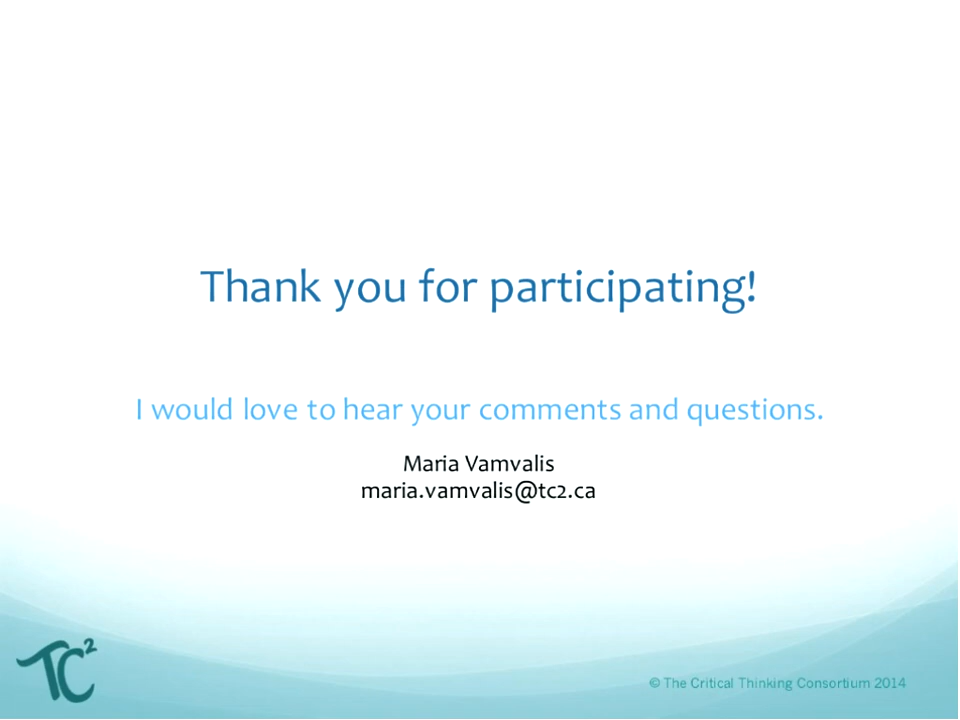 Thank you for participating!
I would love to hear your comments and questions.
Maria Vamvalis
maria.vamvalis@tc2.ca
TC²
© The Critical Thinking Consortium 2014